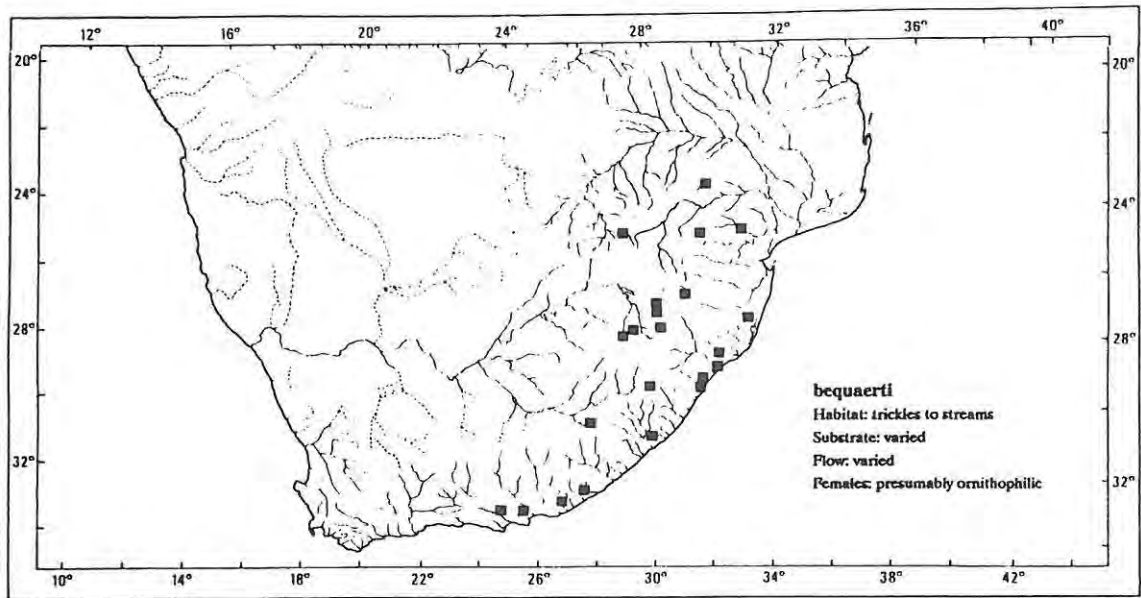 12° 16° 20° 24° 28° 32° 36° 40°
20° 20°
24° 24°
28° 28°
bequaerti
Habitat: trickles to streams
Substrate: varied
Flow: varied
Females: presumably ornithophilic
32° 32°
10° 14° 18° 22° 26° 30° 34° 38° 42°